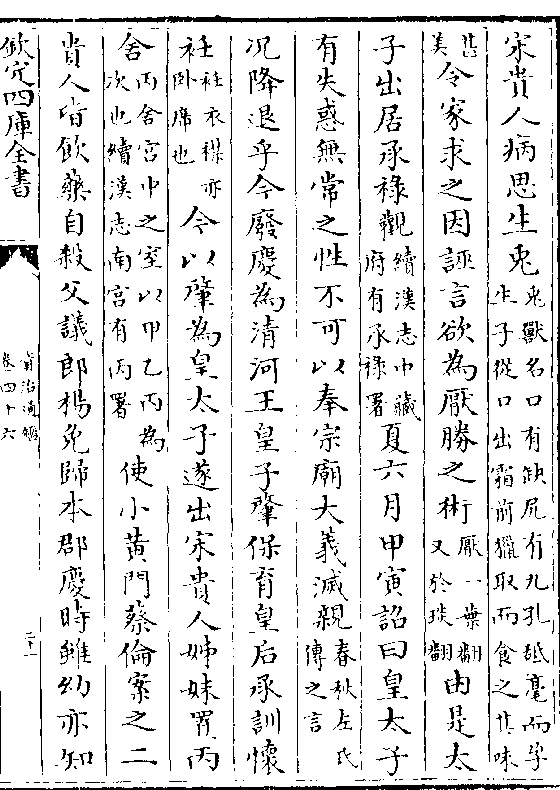 宋貴人病思生兎兎獸名口有缺尻有九孔䑛毫而孕生子從口出霜前獵取而食之其味
甚美令家求之因誣言欲為厭勝之術厭一葉翻又於琰翻由是太
子出居承祿觀續漢志中藏府有承祿署夏六月甲寅詔曰皇太子
有失惑無常之性不可以奉宗廟大義滅親春秋左氏傳之言
況降退乎今廢慶為清河王皇子肇保育皇后承訓懷
衽衽衣襟亦卧席也今以肇為皇太子遂出宋貴人姊妹置丙
舍丙舍宫中之室以甲乙丙為次也續漢志南宫有丙署使小黄門蔡倫案之二
貴人皆飲藥自殺父議郎楊免歸本郡慶時雖幼亦知
欽定四庫全書
資治通鑑
卷四十六